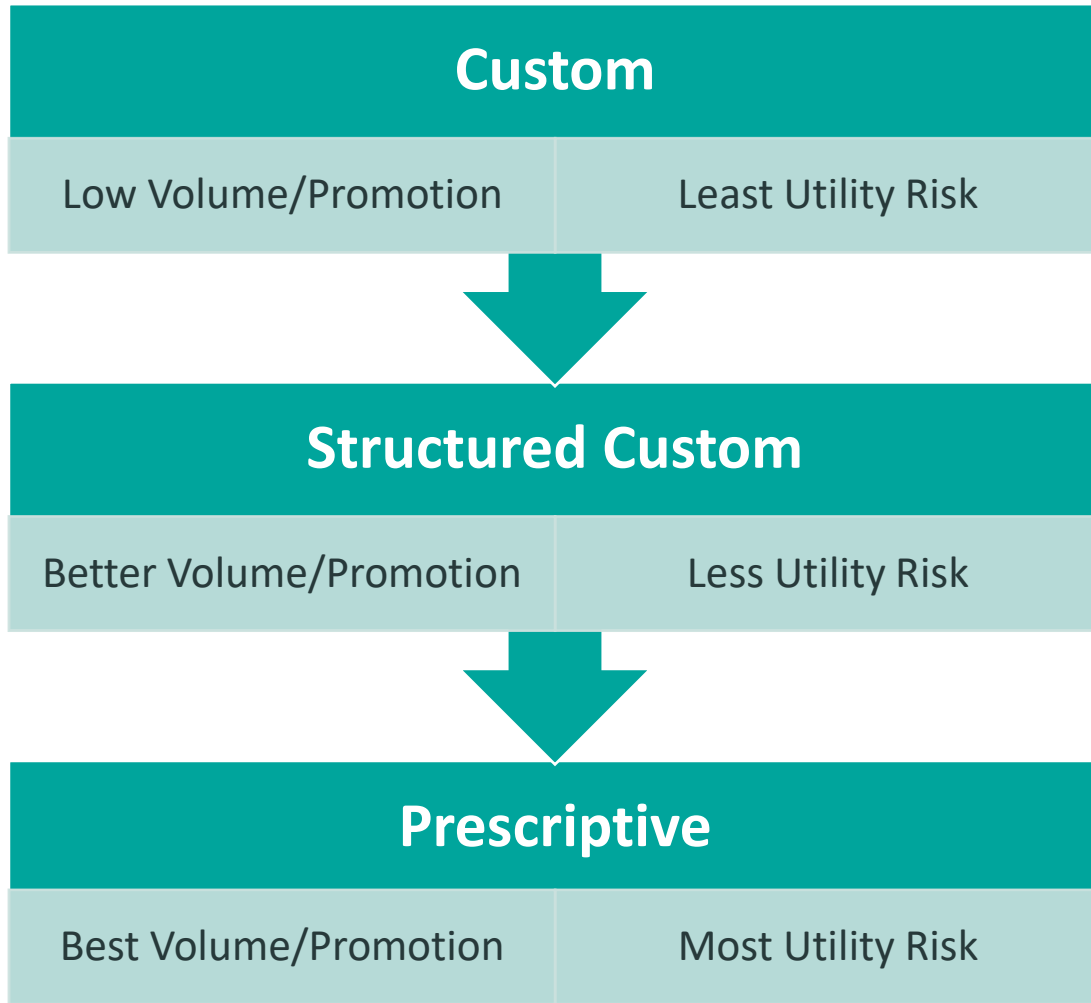 Custom
Low Volume/Promotion
Least Utility Risk
Structured Custom
Better Volume/Promotion
Less Utility Risk
Prescriptive
Best Volume/Promotion
Most Utility Risk